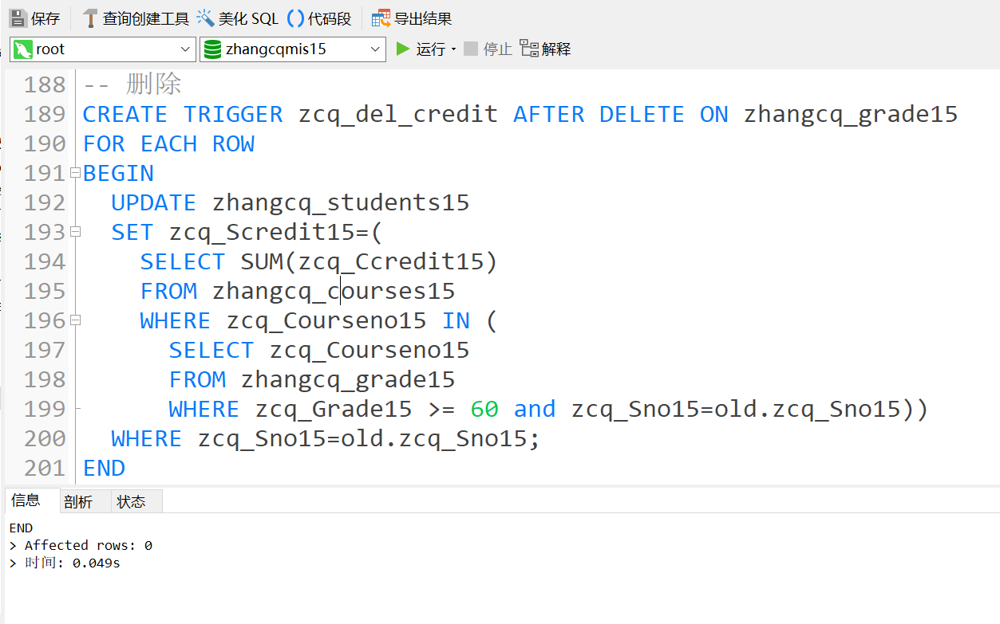 保存 查询创建工具 美化 SQL 代码段 导出结果
root zhangcqmis15 运行 停止 解释
188 -- 删除
189 CREATE TRIGGER zcq_del_credit AFTER DELETE ON zhangcq_grade15
190 FOR EACH ROW
191 BEGIN
192 UPDATE zhangcq_students15
193 SET zcq_Scredit15=(
194 SELECT SUM(zcq_Ccredit15)
195 FROM zhangcq_courses15
196 WHERE zcq_Courseno15 IN (
197 SELECT zcq_Courseno15
198 FROM zhangcq_grade15
199 WHERE zcq_Grade15 >= 60 and zcq_Sno15=old.zcq_Sno15))
200 WHERE zcq_Sno15=old.zcq_Sno15;
201 END
信息 剖析 状态
END
> Affected rows: 0
> 时间: 0.049s